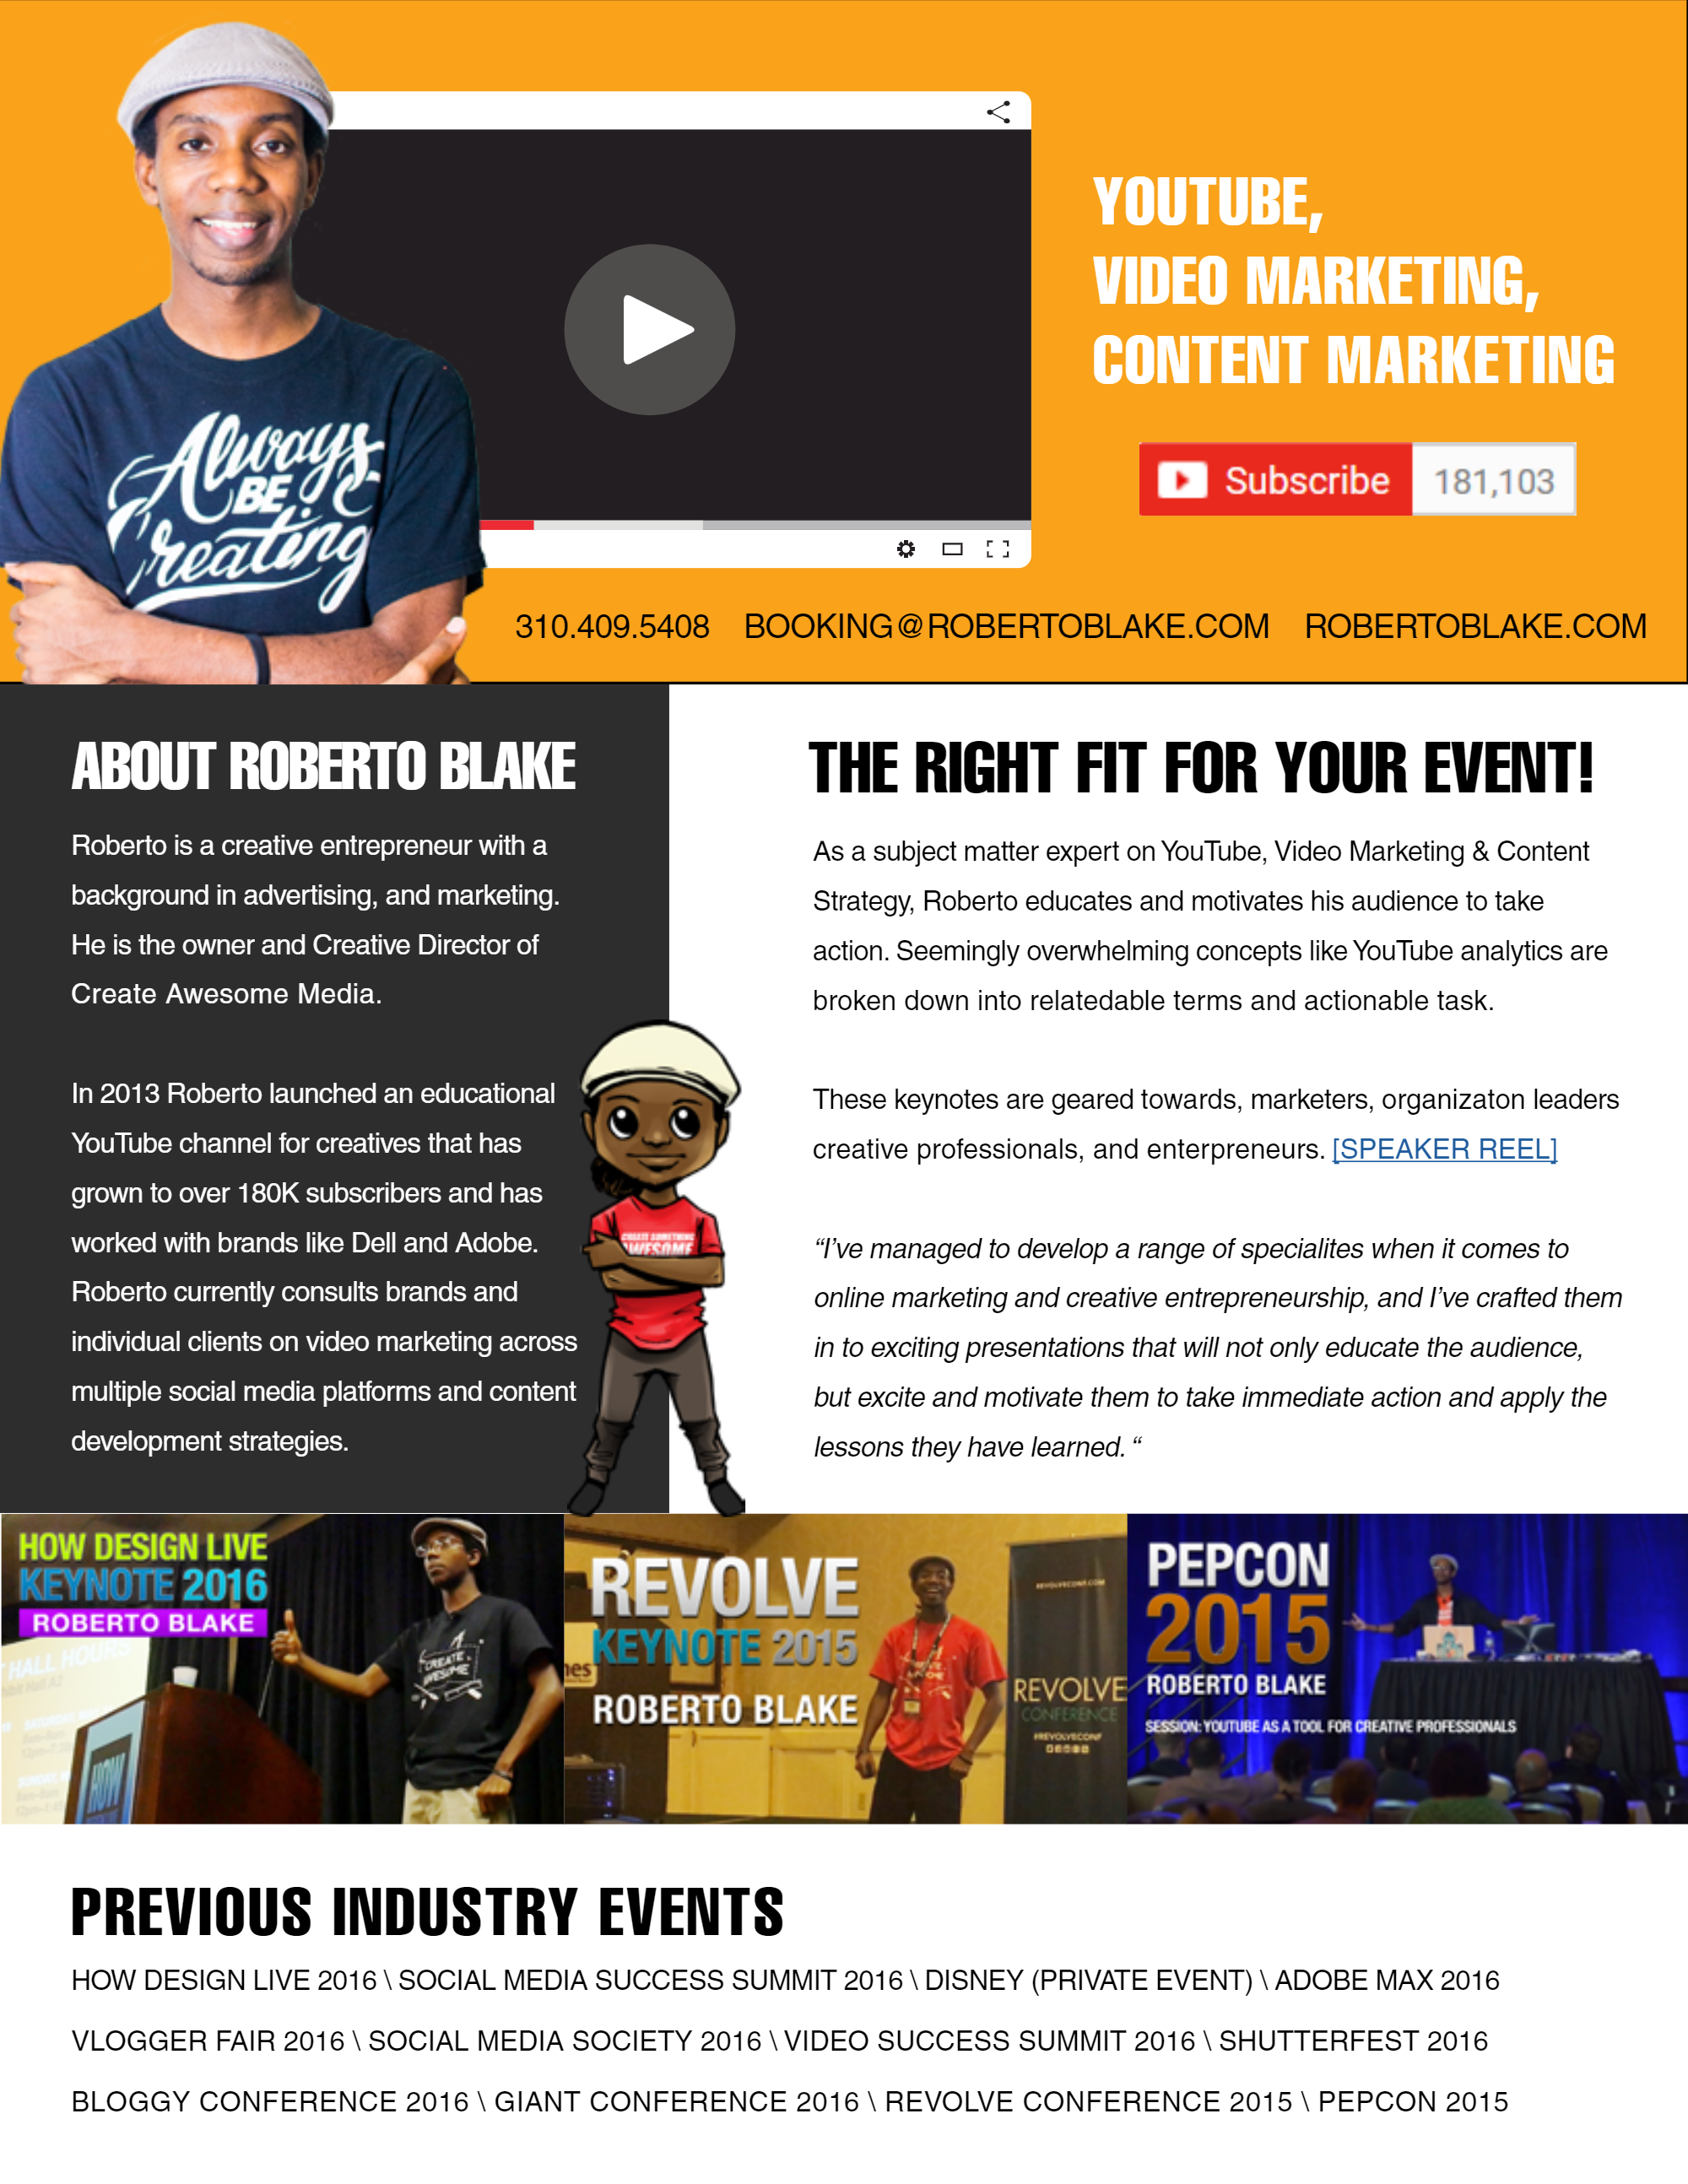 Always
BE
Creating
YOUTUBE,
VIDEO MARKETING,
CONTENT MARKETING
Subscribe 181,103
310.409.5408 BOOKING@ROBERTOBLAKE.COM ROBERTOBLAKE.COM
ABOUT ROBERTO BLAKE
Roberto is a creative entrepreneur with a
background in advertising, and marketing.
He is the owner and Creative Director of
Create Awesome Media.
In 2013 Roberto launched an educational
YouTube channel for creatives that has
grown to over 180K subscribers and has
worked with brands like Dell and Adobe.
Roberto currently consults brands and
individual clients on video marketing across
multiple social media platforms and content
development strategies.
CREATE SOMETHING
AWESOME
THE RIGHT FIT FOR YOUR EVENT!
As a subject matter expert on YouTube, Video Marketing & Content
Strategy, Roberto educates and motivates his audience to take
action. Seemingly overwhelming concepts like YouTube analytics are
broken down into relatedable terms and actionable task.
These keynotes are geared towards, marketers, organizaton leaders
creative professionals, and enterpreneurs. [SPEAKER REEL]
“I’ve managed to develop a range of specialites when it comes to
online marketing and creative entrepreneurship, and I’ve crafted them
in to exciting presentations that will not only educate the audience,
but excite and motivate them to take immediate action and apply the
lessons they have learned. “
HOW DESIGN LIVE
KEYNOTE 2016
ROBERTO BLAKE
HALL HOURS
HOW
CREATE
AWESOME
REVOLVE
KEYNOTE 2015
ROBERTO BLAKE
REVOLVECONF.COM
REVOLVE
CONFERENCE
#REVOLVECONF
PEPCON
2015
ROBERTO BLAKE
SESSION: YOUTUBE AS A TOOL FOR CREATIVE PROFESSIONALS
PREVIOUS INDUSTRY EVENTS
HOW DESIGN LIVE 2016 \ SOCIAL MEDIA SUCCESS SUMMIT 2016 \ DISNEY (PRIVATE EVENT) \ ADOBE MAX 2016
VLOGGER FAIR 2016 \ SOCIAL MEDIA SOCIETY 2016 \ VIDEO SUCCESS SUMMIT 2016 \ SHUTTERFEST 2016
BLOGGY CONFERENCE 2016 \ GIANT CONFERENCE 2016 \ REVOLVE CONFERENCE 2015 \ PEPCON 2015